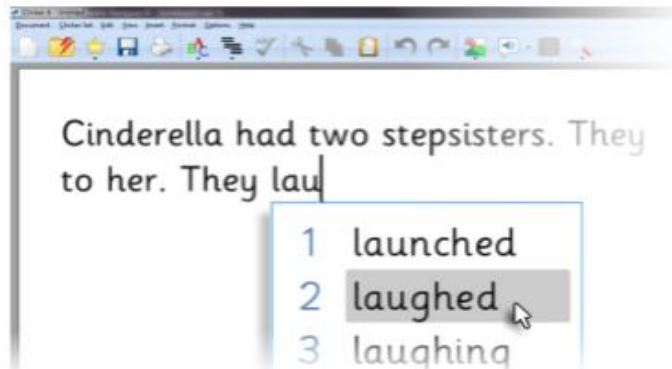 Cinderella had two stepsisters. They
to her. They lau
1 launched
2 laughed
3 laughing